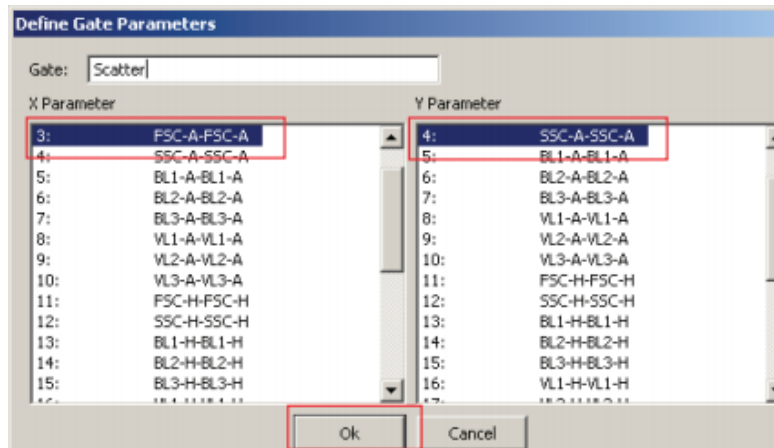 Define Gate Parameters
Gate: Scatter
X Parameter
3: FSC-A-FSC-A
4: SSC-A-SSC-A
5: BL1-A-BL1-A
6: BL2-A-BL2-A
7: BL3-A-BL3-A
8: VL1-A-VL1-A
9: VL2-A-VL2-A
10: VL3-A-VL3-A
11: FSC-H-FSC-H
12: SSC-H-SSC-H
13: BL1-H-BL1-H
14: BL2-H-BL2-H
15: BL3-H-BL3-H
Y Parameter
4: SSC-A-SSC-A
5: BL1-A-BL1-A
6: BL2-A-BL2-A
7: BL3-A-BL3-A
8: VL1-A-VL1-A
9: VL2-A-VL2-A
10: VL3-A-VL3-A
11: FSC-H-FSC-H
12: SSC-H-SSC-H
13: BL1-H-BL1-H
14: BL2-H-BL2-H
15: BL3-H-BL3-H
16: VL1-H-VL1-H
Ok
Cancel